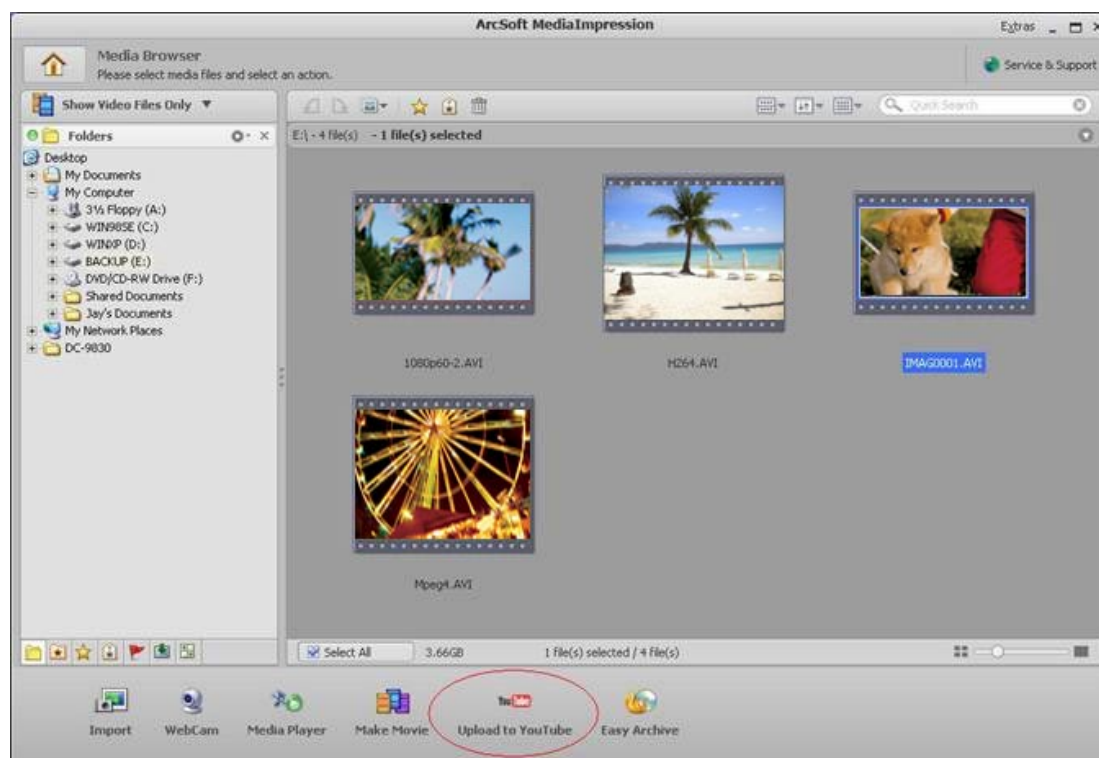 ArcSoft MediaImpression
Extras
Media Browser
Please select media files and select an action.
Service & Support
Show Video Files Only
Quick Search
Folders
E:\ - 4 file(s) - 1 file(s) selected
Desktop
My Documents
My Computer
3½ Floppy (A:)
WIN98SE (C:)
WINXP (D:)
BACKUP (E:)
DVD/CD-RW Drive (F:)
Shared Documents
Jay's Documents
My Network Places
DC-9830
1080p60-2.AVI
H264.AVI
IMAG0001.AVI
Mpeg4.AVI
Select All
3.66GB
1 file(s) selected / 4 file(s)
You
Import
WebCam
Media Player
Make Movie
Upload to YouTube
Easy Archive